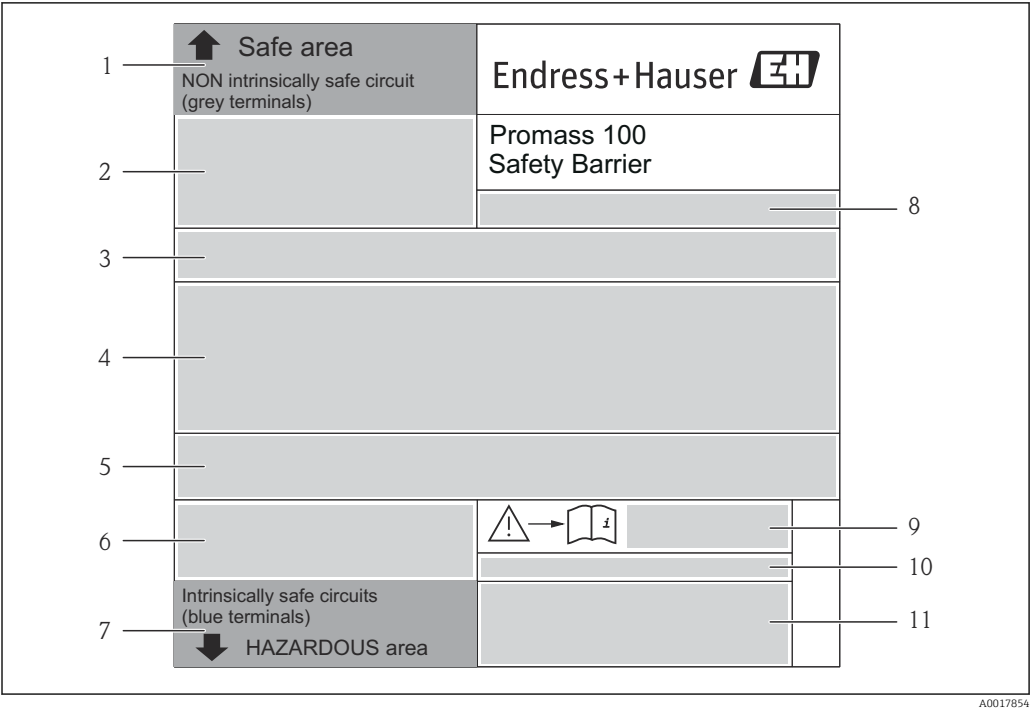 1
Safe area
NON intrinsically safe circuit
(grey terminals)
Endress+Hauser EH
Promass 100
Safety Barrier
2
8
3
4
5
6
i
9
10
Intrinsically safe circuits
(blue terminals)
7
HAZARDOUS area
11
A0017854